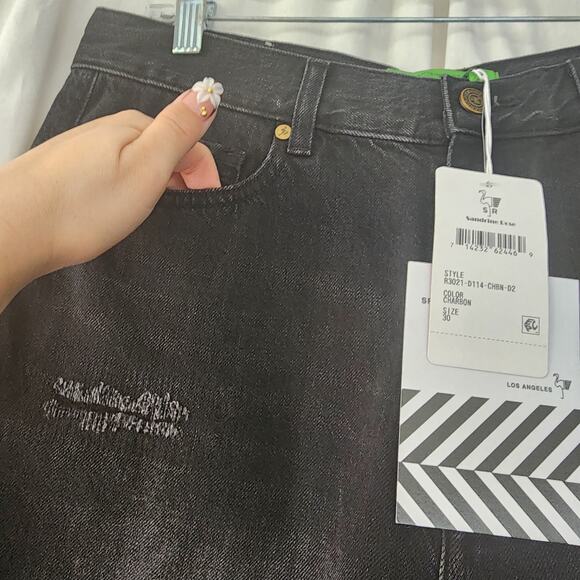 S R
Sandrine Rose
7 14232 62446 9
STYLE
R3021-D114-CHBN-D2
COLOR
CHARBON
SIZE
30
LOS ANGELES